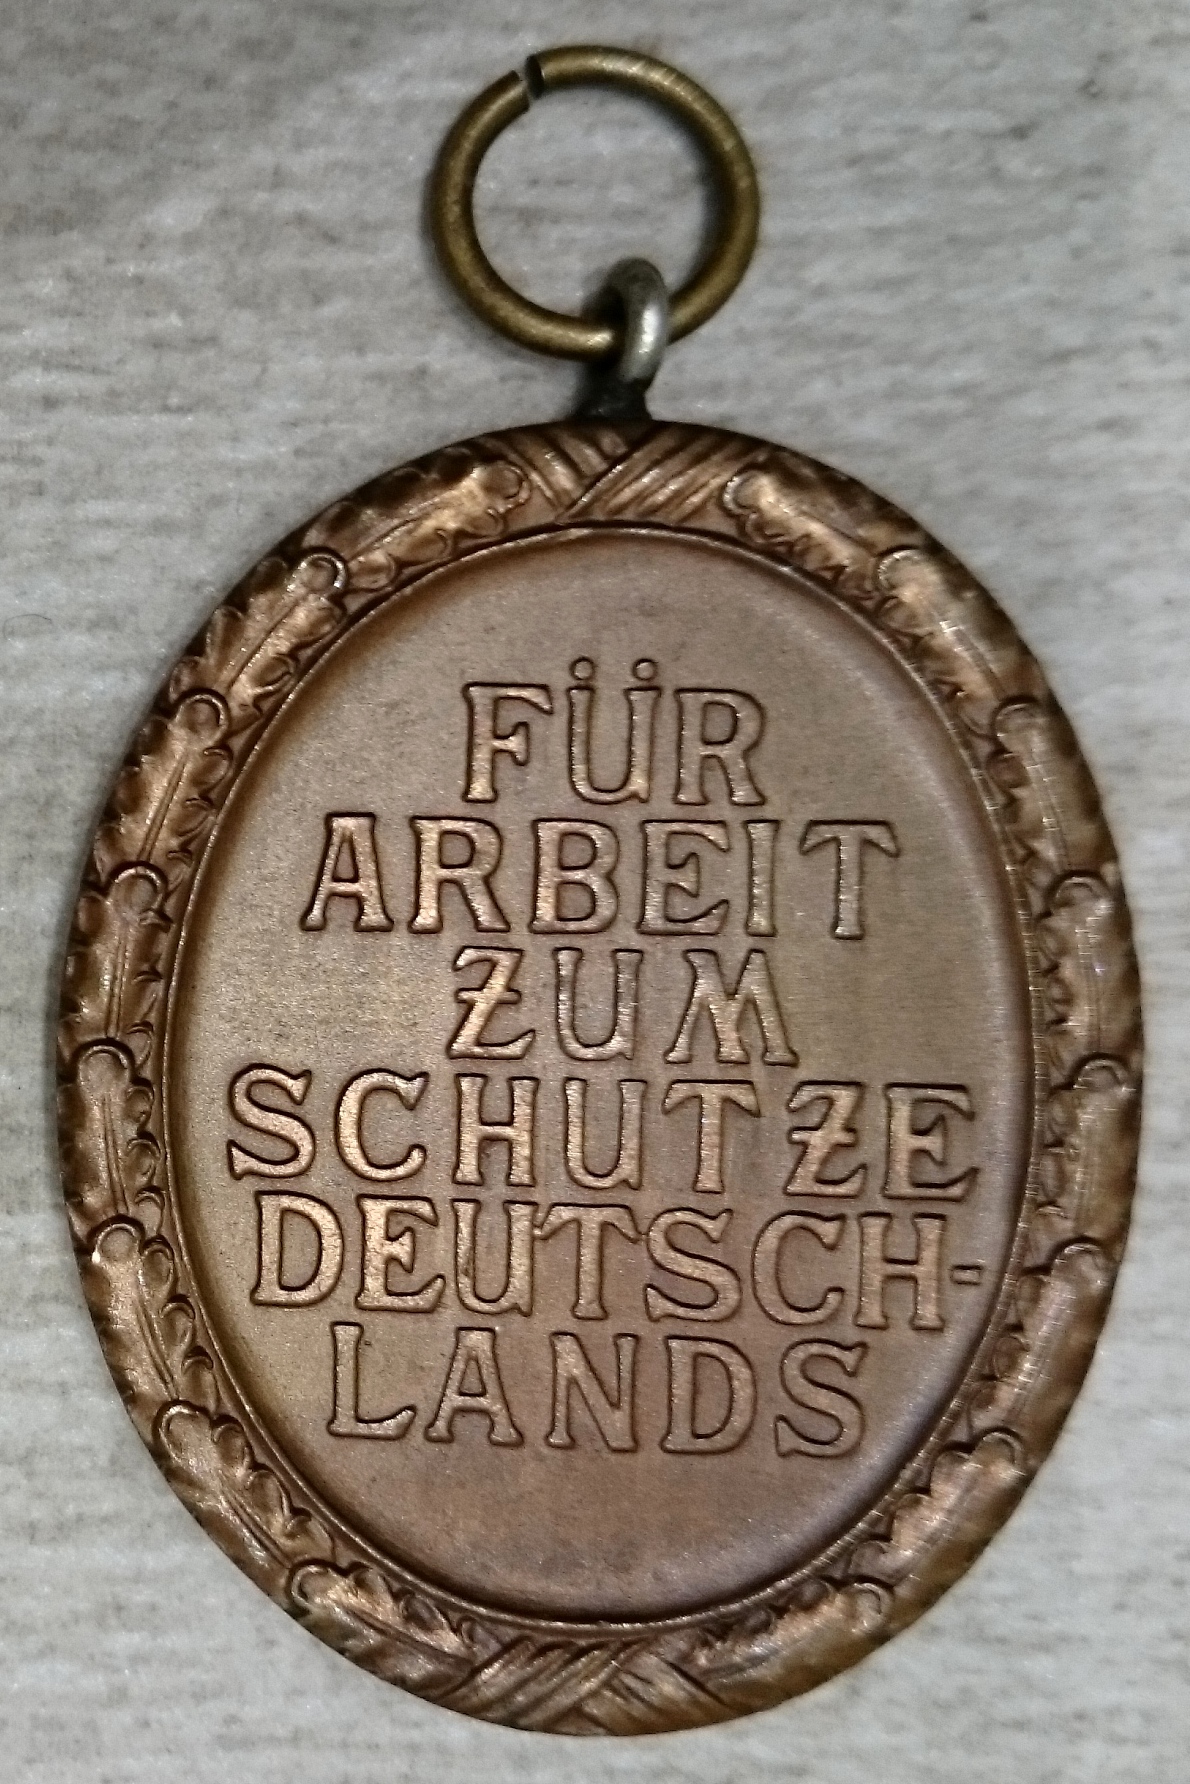 FÜR
ARBEIT
ZUM
SCHUTZE
DEUTSCH-
LANDS